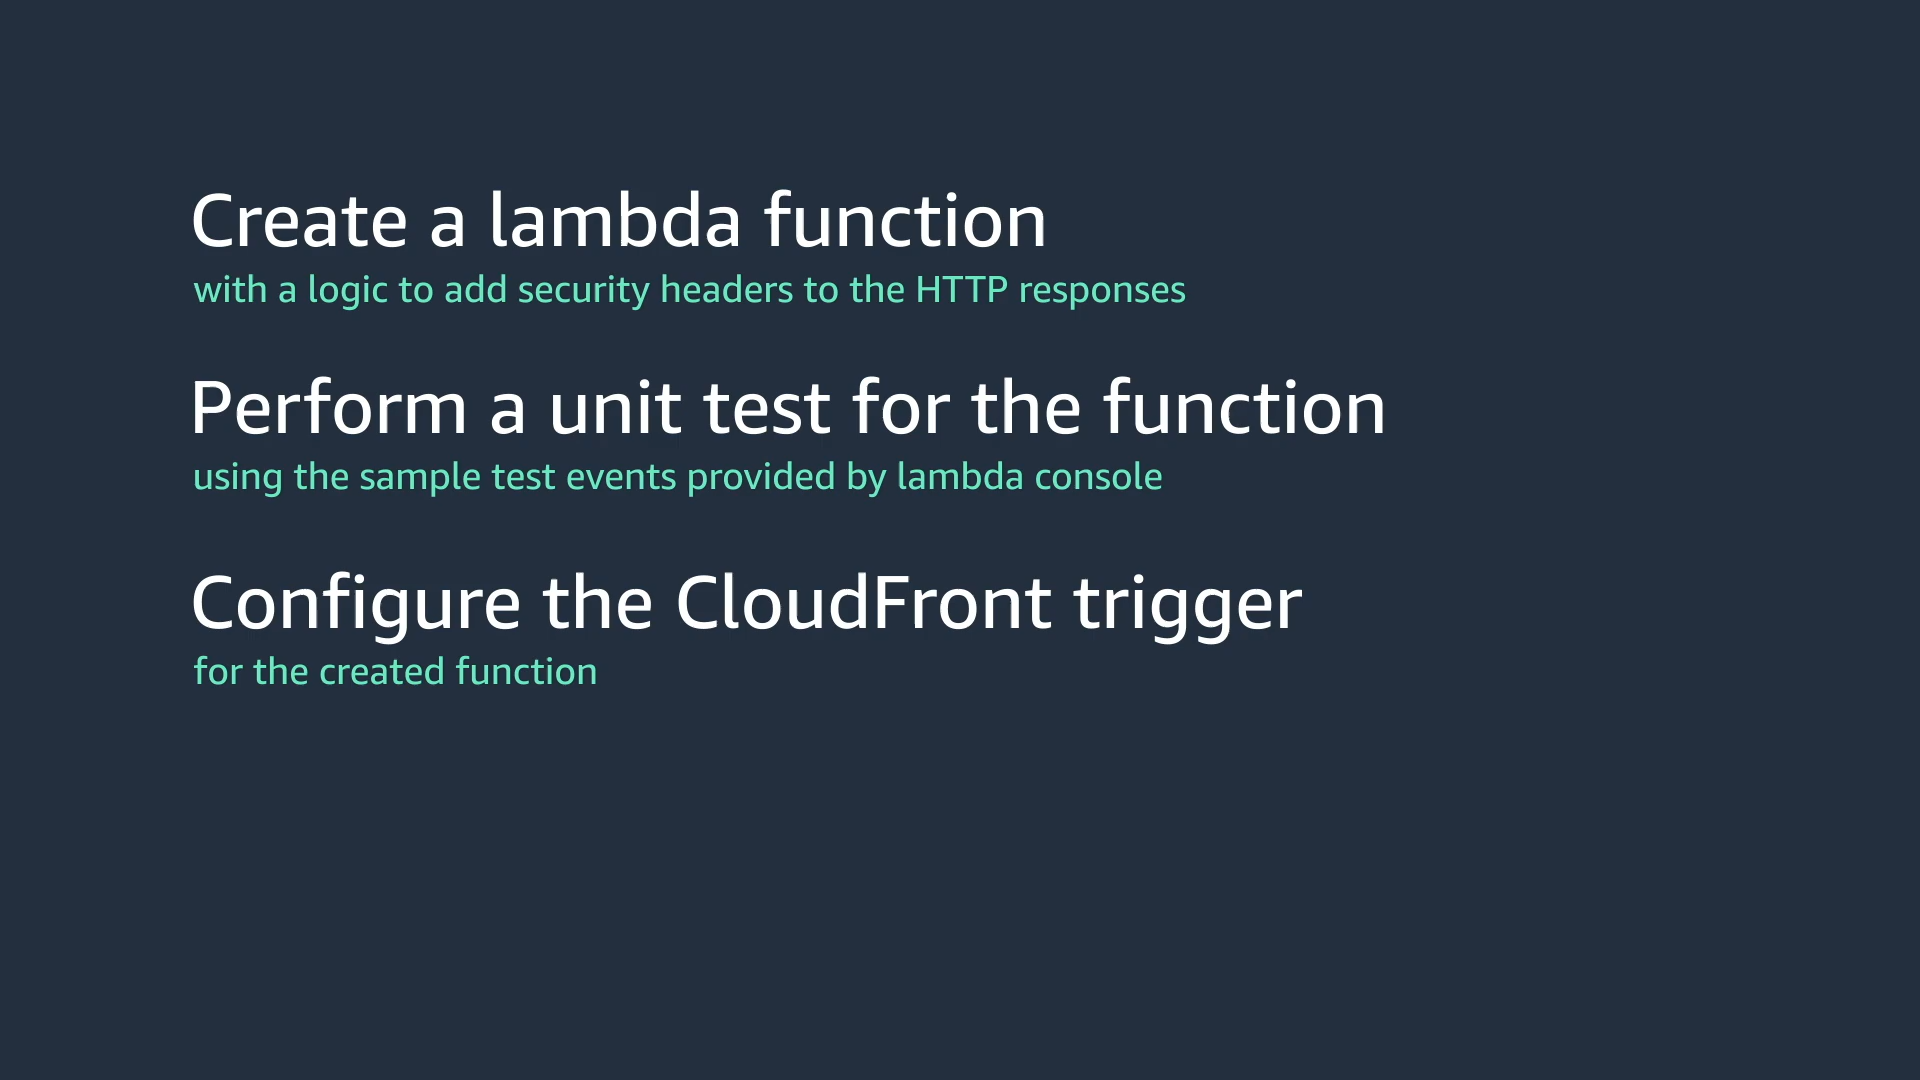 Create a lambda function
with a logic to add security headers to the HTTP responses
Perform a unit test for the function
using the sample test events provided by lambda console
Configure the CloudFront trigger
for the created function